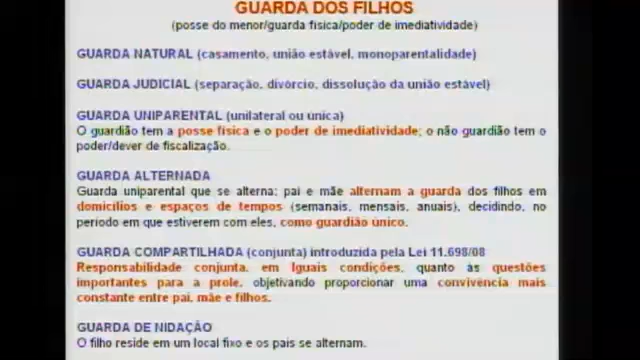 GUARDA DOS FILHOS
(posse do menor/guarda física/poder de imediatividade)
GUARDA NATURAL (casamento, união estável, monoparentalidade)
GUARDA JUDICIAL (separação, divórcio, dissolução da união estável)
GUARDA UNIPARENTAL (unilateral ou única)
O guardião tem a posse física e o poder de imediatividade; o não guardião tem o
poder/dever de fiscalização.
GUARDA ALTERNADA
Guarda uniparental que se alterna: pai e mãe alternam a guarda dos filhos em
domicílios e espaços de tempos (semanais, mensais, anuais), decidindo, no
período em que estiverem com eles, como guardião único.
GUARDA COMPARTILHADA (conjunta) introduzida pela Lei 11.698/08
Responsabilidade conjunta, em Iguais condições, quanto às questões
importantes para a prole, objetivando proporcionar uma convivência mais
constante entre pai, mãe e filhos.
GUARDA DE NIDAÇÃO
O filho reside em um local fixo e os pais se alternam.